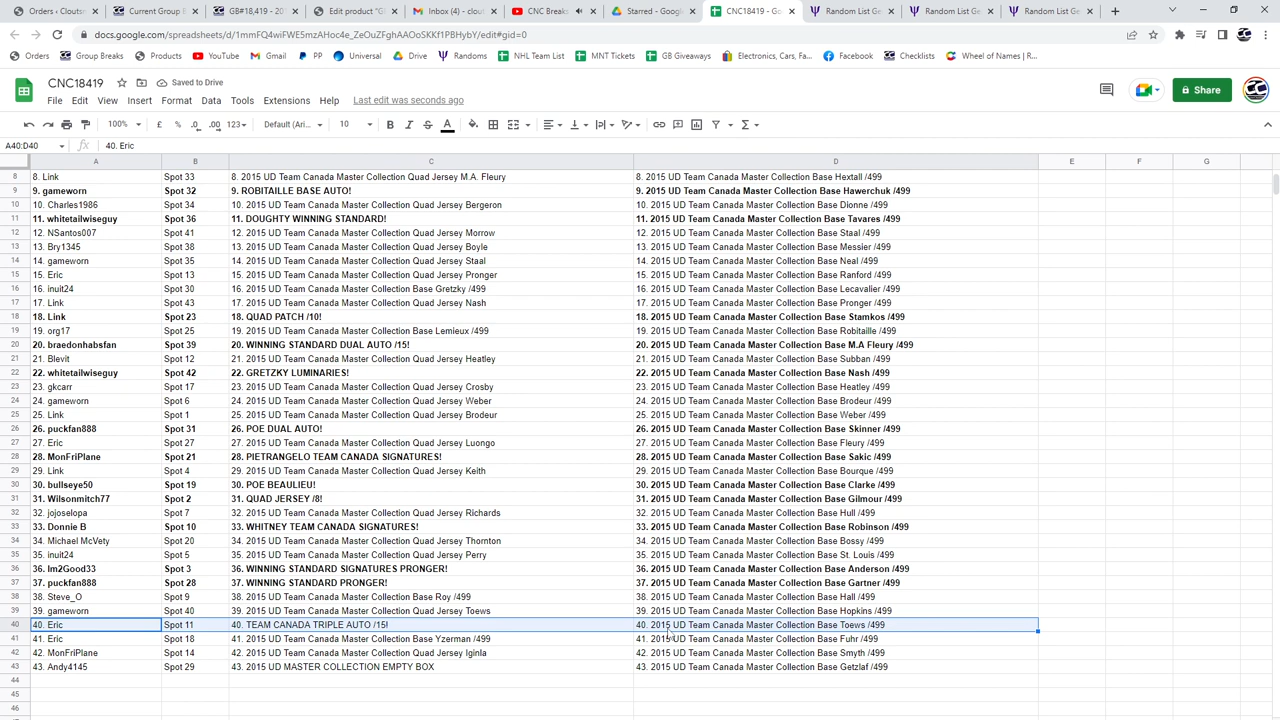 Orders • Clouts
Current Group B
GB#18,419 - 201
Edit product "G
Inbox (4) - clout
CNC Breaks
Starred - Google
CNC18419 - Goo
Random List Ge
Random List Ge
Random List Ge
docs.google.com/spreadsheets/d/1mmFQ4wiFWE5mzAHoc4e_ZeOuZFghAAOoSKKf1PBHybY/edit#gid=0
Orders Group Breaks Products YouTube Gmail PP Universal Drive Randoms NHL Team List MNT Tickets GB Giveaways Electronics, Cars, Fa... Facebook Checklists Wheel of Names | R...
CNC18419 Saved to Drive
File Edit View Insert Format Data Tools Extensions Help Last edit was seconds ago
Share
100% £ % .0 .00 123 Default (Ari... 10 B I S A
A40:D40 fx 40. Eric
A B C D E F G
8 8. Link Spot 33 8. 2015 UD Team Canada Master Collection Quad Jersey M.A. Fleury 8. 2015 UD Team Canada Master Collection Base Hextall /499
9 9. gameworn Spot 32 9. ROBITAILLE BASE AUTO! 9. 2015 UD Team Canada Master Collection Base Hawerchuk /499
10 10. Charles1986 Spot 34 10. 2015 UD Team Canada Master Collection Quad Jersey Bergeron 10. 2015 UD Team Canada Master Collection Base Dionne /499
11 11. whitetailwiseguy Spot 36 11. DOUGHTY WINNING STANDARD! 11. 2015 UD Team Canada Master Collection Base Tavares /499
12 12. NSantos007 Spot 41 12. 2015 UD Team Canada Master Collection Quad Jersey Morrow 12. 2015 UD Team Canada Master Collection Base Staal /499
13 13. Bry1345 Spot 38 13. 2015 UD Team Canada Master Collection Quad Jersey Boyle 13. 2015 UD Team Canada Master Collection Base Messier /499
14 14. gameworn Spot 35 14. 2015 UD Team Canada Master Collection Quad Jersey Staal 14. 2015 UD Team Canada Master Collection Base Neal /499
15 15. Eric Spot 13 15. 2015 UD Team Canada Master Collection Quad Jersey Pronger 15. 2015 UD Team Canada Master Collection Base Ranford /499
16 16. inuit24 Spot 30 16. 2015 UD Team Canada Master Collection Base Gretzky /499 16. 2015 UD Team Canada Master Collection Base Lecavalier /499
17 17. Link Spot 43 17. 2015 UD Team Canada Master Collection Quad Jersey Nash 17. 2015 UD Team Canada Master Collection Base Pronger /499
18 18. Link Spot 23 18. QUAD PATCH /10! 18. 2015 UD Team Canada Master Collection Base Stamkos /499
19 19. org17 Spot 25 19. 2015 UD Team Canada Master Collection Base Lemieux /499 19. 2015 UD Team Canada Master Collection Base Robitaille /499
20 20. braedonhabsfan Spot 39 20. WINNING STANDARD DUAL AUTO /15! 20. 2015 UD Team Canada Master Collection Base M.A Fleury /499
21 21. Blevit Spot 12 21. 2015 UD Team Canada Master Collection Quad Jersey Heatley 21. 2015 UD Team Canada Master Collection Base Subban /499
22 22. whitetailwiseguy Spot 42 22. GRETZKY LUMINARIES! 22. 2015 UD Team Canada Master Collection Base Nash /499
23 23. gkcarr Spot 17 23. 2015 UD Team Canada Master Collection Quad Jersey Crosby 23. 2015 UD Team Canada Master Collection Base Heatley /499
24 24. gameworn Spot 6 24. 2015 UD Team Canada Master Collection Quad Jersey Weber 24. 2015 UD Team Canada Master Collection Base Brodeur /499
25 25. Link Spot 1 25. 2015 UD Team Canada Master Collection Quad Jersey Brodeur 25. 2015 UD Team Canada Master Collection Base Weber /499
26 26. puckfan888 Spot 31 26. POE DUAL AUTO! 26. 2015 UD Team Canada Master Collection Base Skinner /499
27 27. Eric Spot 27 27. 2015 UD Team Canada Master Collection Quad Jersey Luongo 27. 2015 UD Team Canada Master Collection Base Fleury /499
28 28. MonFriPlane Spot 21 28. PIETRANGELO TEAM CANADA SIGNATURES! 28. 2015 UD Team Canada Master Collection Base Sakic /499
29 29. Link Spot 4 29. 2015 UD Team Canada Master Collection Quad Jersey Keith 29. 2015 UD Team Canada Master Collection Base Bourque /499
30 30. bullseye50 Spot 19 30. POE BEAULIEU! 30. 2015 UD Team Canada Master Collection Base Clarke /499
31 31. Wilsonmitch77 Spot 2 31. QUAD JERSEY /8! 31. 2015 UD Team Canada Master Collection Base Gilmour /499
32 32. jojoselopa Spot 7 32. 2015 UD Team Canada Master Collection Quad Jersey Richards 32. 2015 UD Team Canada Master Collection Base Hull /499
33 33. Donnie B Spot 10 33. WHITNEY TEAM CANADA SIGNATURES! 33. 2015 UD Team Canada Master Collection Base Robinson /499
34 34. Michael McVety Spot 20 34. 2015 UD Team Canada Master Collection Quad Jersey Thornton 34. 2015 UD Team Canada Master Collection Base Bossy /499
35 35. inuit24 Spot 5 35. 2015 UD Team Canada Master Collection Quad Jersey Perry 35. 2015 UD Team Canada Master Collection Base St. Louis /499
36 36. Im2Good33 Spot 3 36. WINNING STANDARD SIGNATURES PRONGER! 36. 2015 UD Team Canada Master Collection Base Anderson /499
37 37. puckfan888 Spot 28 37. WINNING STANDARD PRONGER! 37. 2015 UD Team Canada Master Collection Base Gartner /499
38 38. Steve_O Spot 9 38. 2015 UD Team Canada Master Collection Base Roy /499 38. 2015 UD Team Canada Master Collection Base Hall /499
39 39. gameworn Spot 40 39. 2015 UD Team Canada Master Collection Quad Jersey Toews 39. 2015 UD Team Canada Master Collection Base Hopkins /499
40 40. Eric Spot 11 40. TEAM CANADA TRIPLE AUTO /15! 40. 2015 UD Team Canada Master Collection Base Toews /499
41 41. Eric Spot 18 41. 2015 UD Team Canada Master Collection Base Yzerman /499 41. 2015 UD Team Canada Master Collection Base Fuhr /499
42 42. MonFriPlane Spot 14 42. 2015 UD Team Canada Master Collection Quad Jersey Iginla 42. 2015 UD Team Canada Master Collection Base Smyth /499
43 43. Andy4145 Spot 29 43. 2015 UD MASTER COLLECTION EMPTY BOX 43. 2015 UD Team Canada Master Collection Base Getzlaf /499
44
45
46